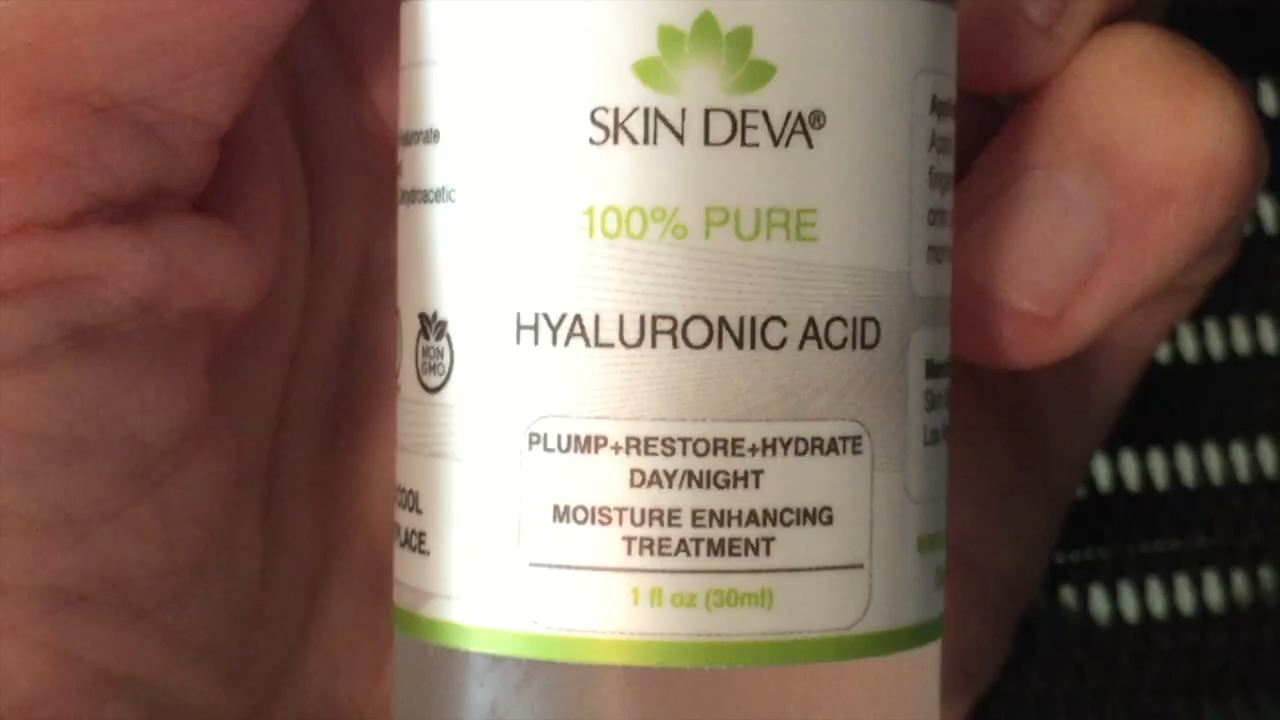 SKIN DEVA®
100% PURE
HYALURONIC ACID
PLUMP+RESTORE+HYDRATE
DAY/NIGHT
MOISTURE ENHANCING
TREATMENT
1 fl oz (30ml)
NON
GMO